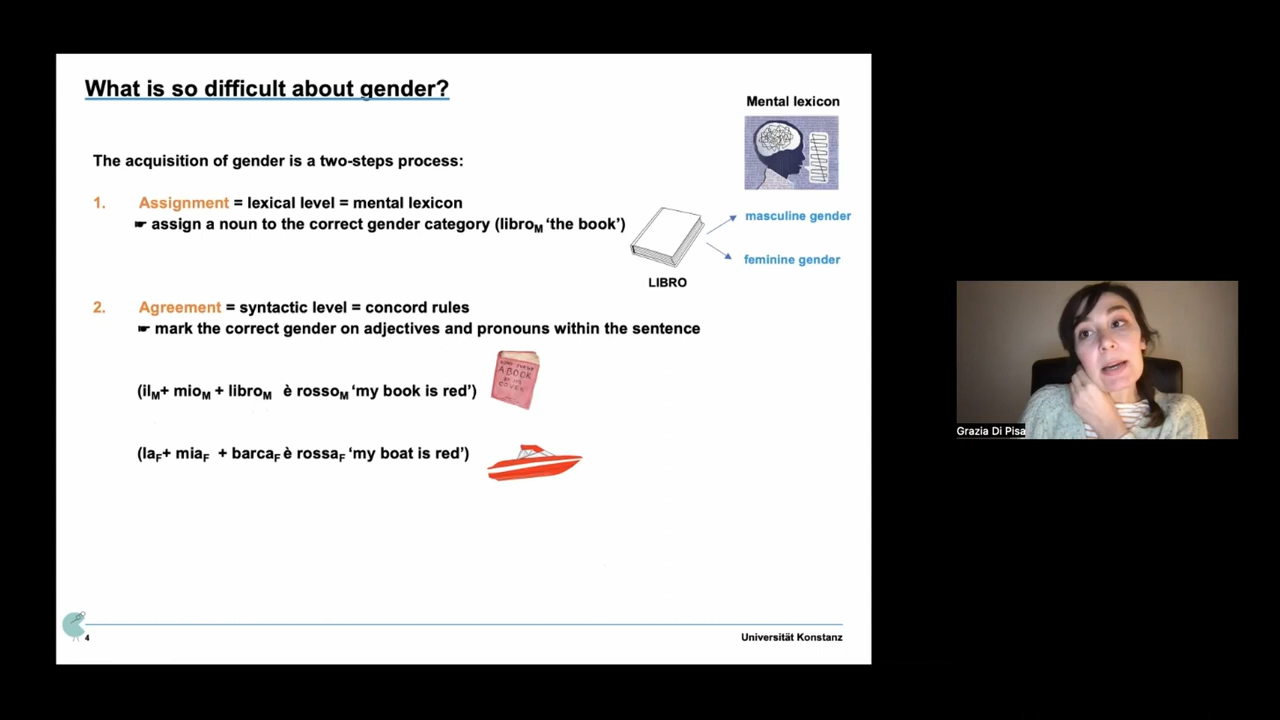 What is so difficult about gender?
Mental lexicon
The acquisition of gender is a two-steps process:
1. Assignment = lexical level = mental lexicon
☛ assign a noun to the correct gender category (libroM ‘the book’)
masculine gender
feminine gender
LIBRO
2. Agreement = syntactic level = concord rules
☛ mark the correct gender on adjectives and pronouns within the sentence
A BOOK
COVER
(ilM+ mioM + libroM è rossoM ‘my book is red’)
(laF+ miaF + barcaF è rossaF ‘my boat is red’)
4
Universität Konstanz
Grazia Di Pisa